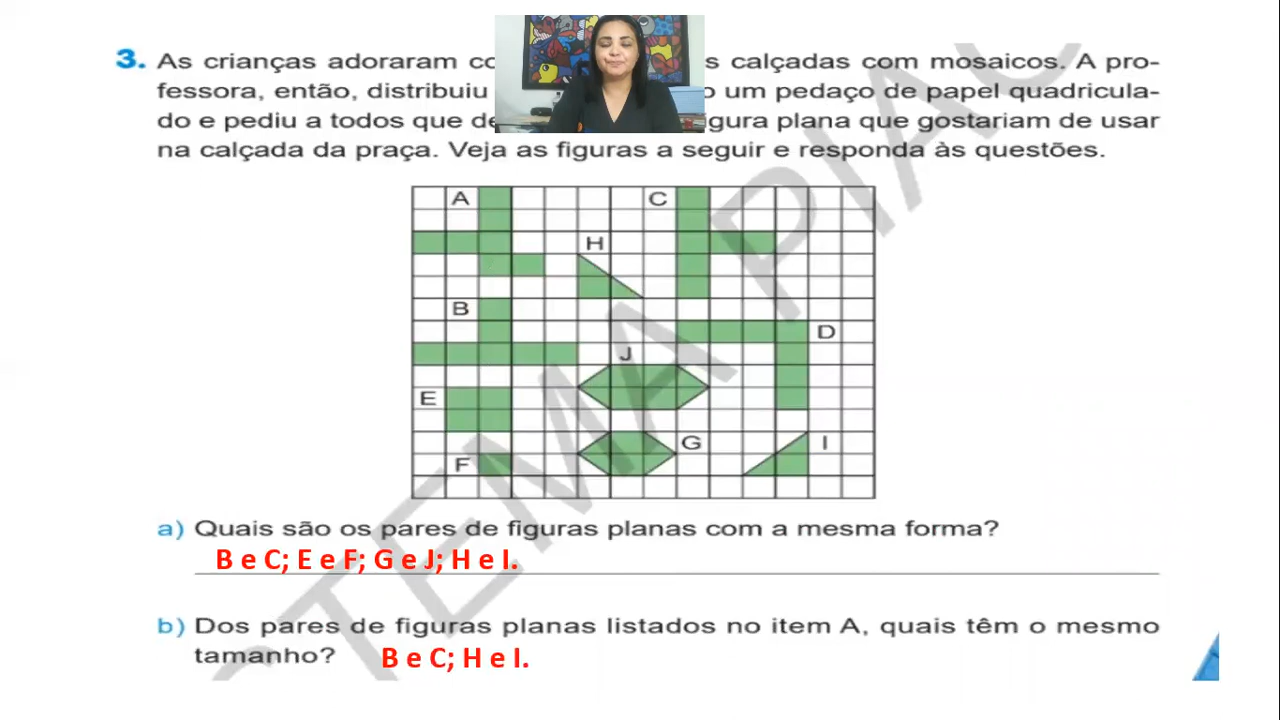 3. As crianças adoraram co s calçadas com mosaicos. A pro-
fessora, então, distribuiu o um pedaço de papel quadricula-
do e pediu a todos que de gura plana que gostariam de usar
na calçada da praça. Veja as figuras a seguir e responda às questões.
A C
H
B
D
J
E
G I
F
a) Quais são os pares de figuras planas com a mesma forma?
B e C; E e F; G e J; H e I.
b) Dos pares de figuras planas listados no item A, quais têm o mesmo
tamanho? B e C; H e I.
STEMA PIAG